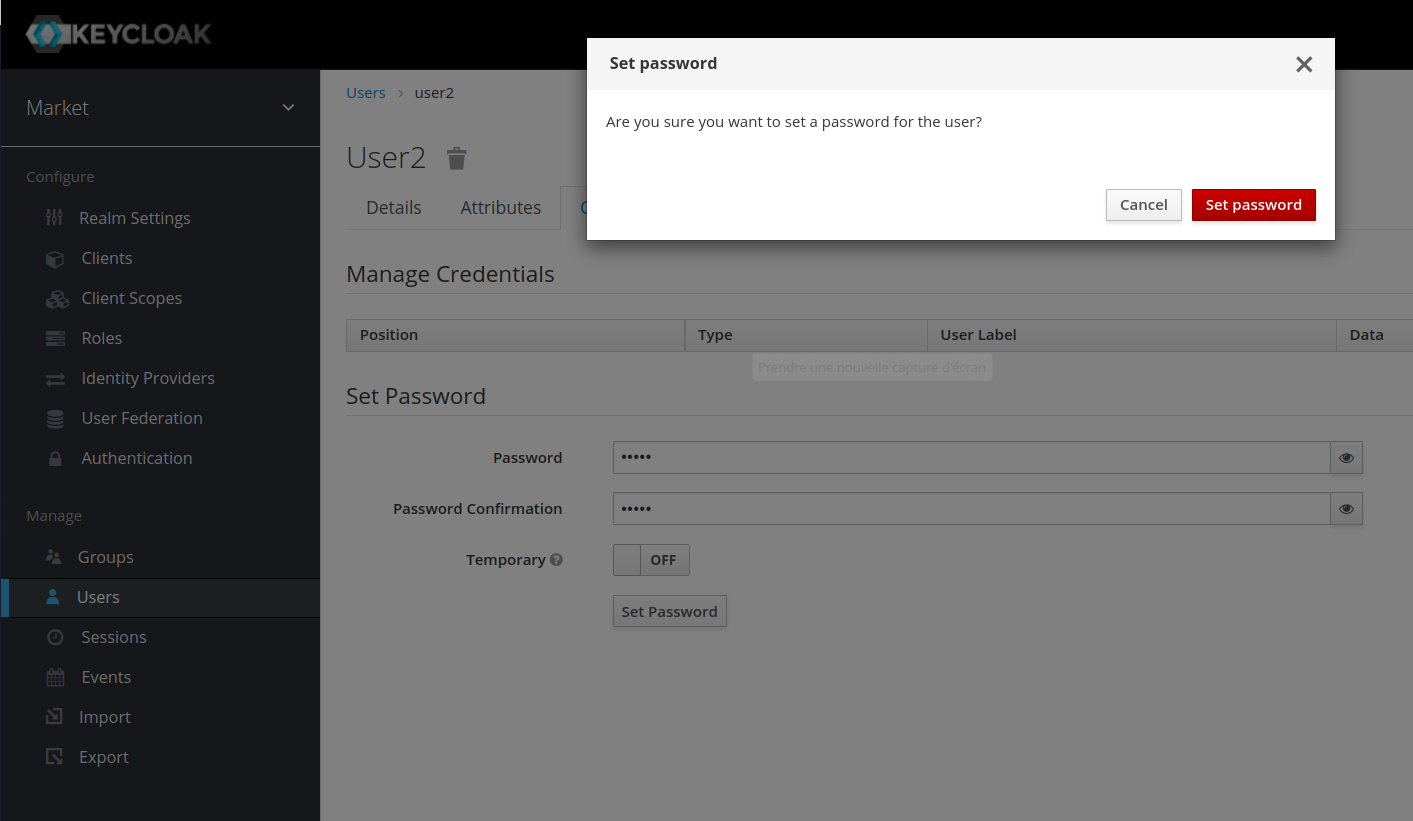 KEYCLOAK
Market
Configure
Realm Settings
Clients
Client Scopes
Roles
Identity Providers
User Federation
Authentication
Manage
Groups
Users
Sessions
Events
Import
Export
Users > user2
User2
Details Attributes
Set password
Are you sure you want to set a password for the user?
Cancel Set password
Manage Credentials
Position Type User Label Data
Prendre une nouvelle capture d'écran
Set Password
Password •••••
Password Confirmation •••••
Temporary OFF
Set Password